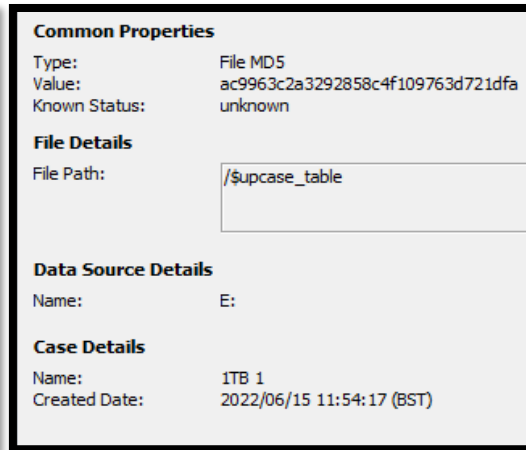 Common Properties
Type: File MD5
Value: ac9963c2a3292858c4f109763d721dfa
Known Status: unknown
File Details
File Path: /$upcase_table
Data Source Details
Name: E:
Case Details
Name: 1TB 1
Created Date: 2022/06/15 11:54:17 (BST)